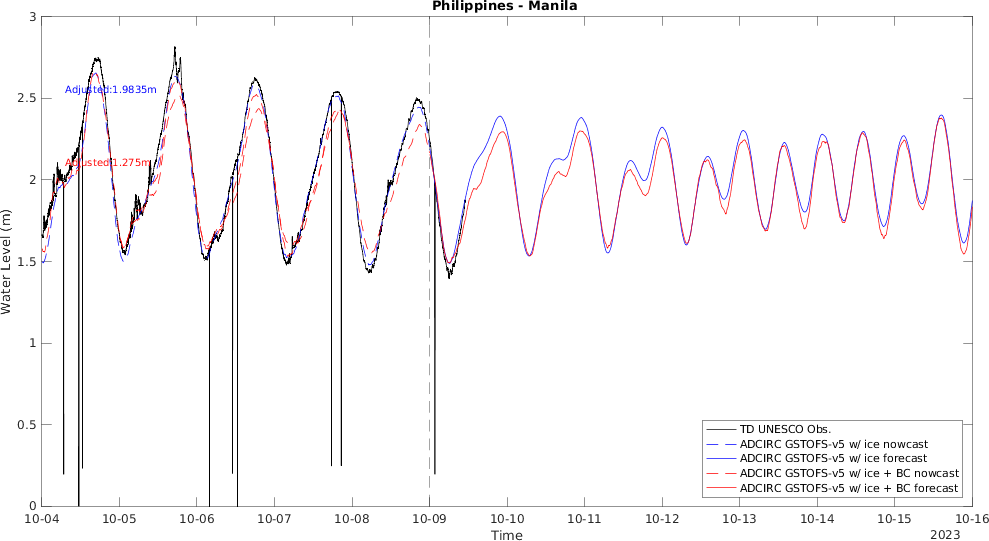 Philippines - Manila
Water Level (m)
3
2.5
2
1.5
1
0.5
0
Adjusted:1.9835m
Adjusted:1.275m
TD UNESCO Obs.
ADCIRC GSTOFS-v5 w/ ice nowcast
ADCIRC GSTOFS-v5 w/ ice forecast
ADCIRC GSTOFS-v5 w/ ice + BC nowcast
ADCIRC GSTOFS-v5 w/ ice + BC forecast
10-04 10-05 10-06 10-07 10-08 10-09 10-10 10-11 10-12 10-13 10-14 10-15 10-16
Time
2023